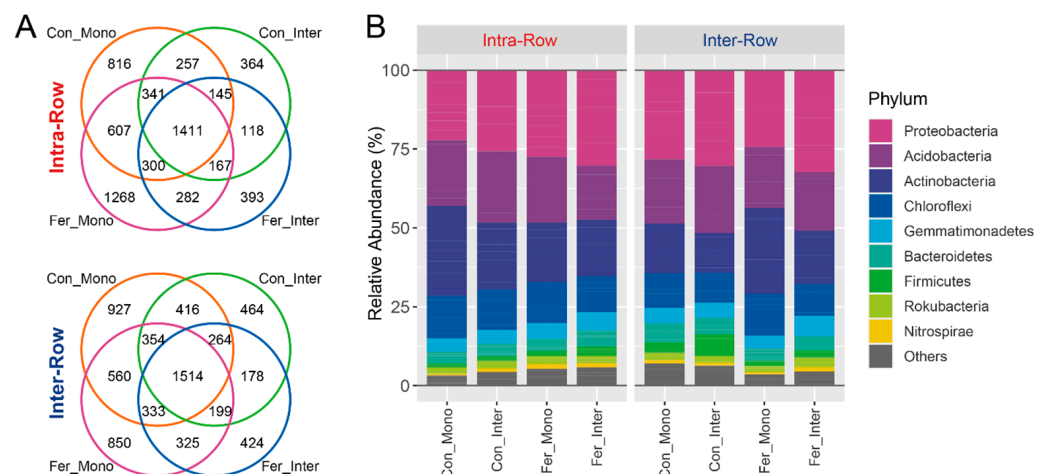 A
Con_Mono
Con_Inter
816
257
364
341
145
607
1411
118
300
167
1268
282
393
Fer_Mono
Fer_Inter
Intra-Row
Con_Mono
Con_Inter
927
416
464
354
264
560
1514
178
333
199
850
325
424
Fer_Mono
Fer_Inter
Inter-Row
B
Intra-Row
Inter-Row
Relative Abundance (%)
100
75
50
25
0
Con_Mono
Con_Inter
Fer_Mono
Fer_Inter
Con_Mono
Con_Inter
Fer_Mono
Fer_Inter
Phylum
Proteobacteria
Acidobacteria
Actinobacteria
Chloroflexi
Gemmatimonadetes
Bacteroidetes
Firmicutes
Rokubacteria
Nitrospirae
Others